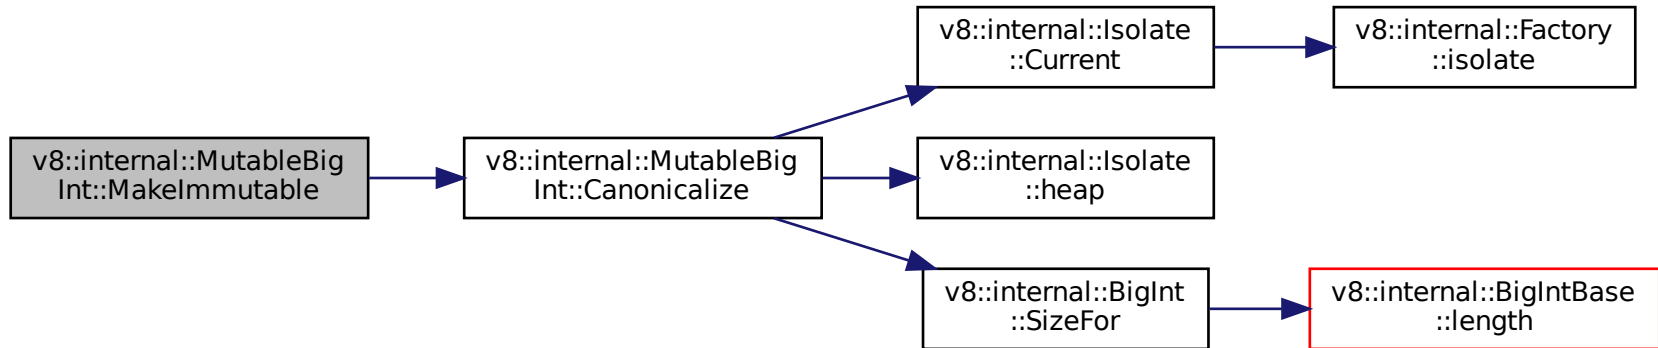 v8::internal::MutableBig
Int::MakeImmutable
v8::internal::MutableBig
Int::Canonicalize
v8::internal::Isolate
::Current
v8::internal::Factory
::isolate
v8::internal::Isolate
::heap
v8::internal::BigInt
::SizeFor
v8::internal::BigIntBase
::length